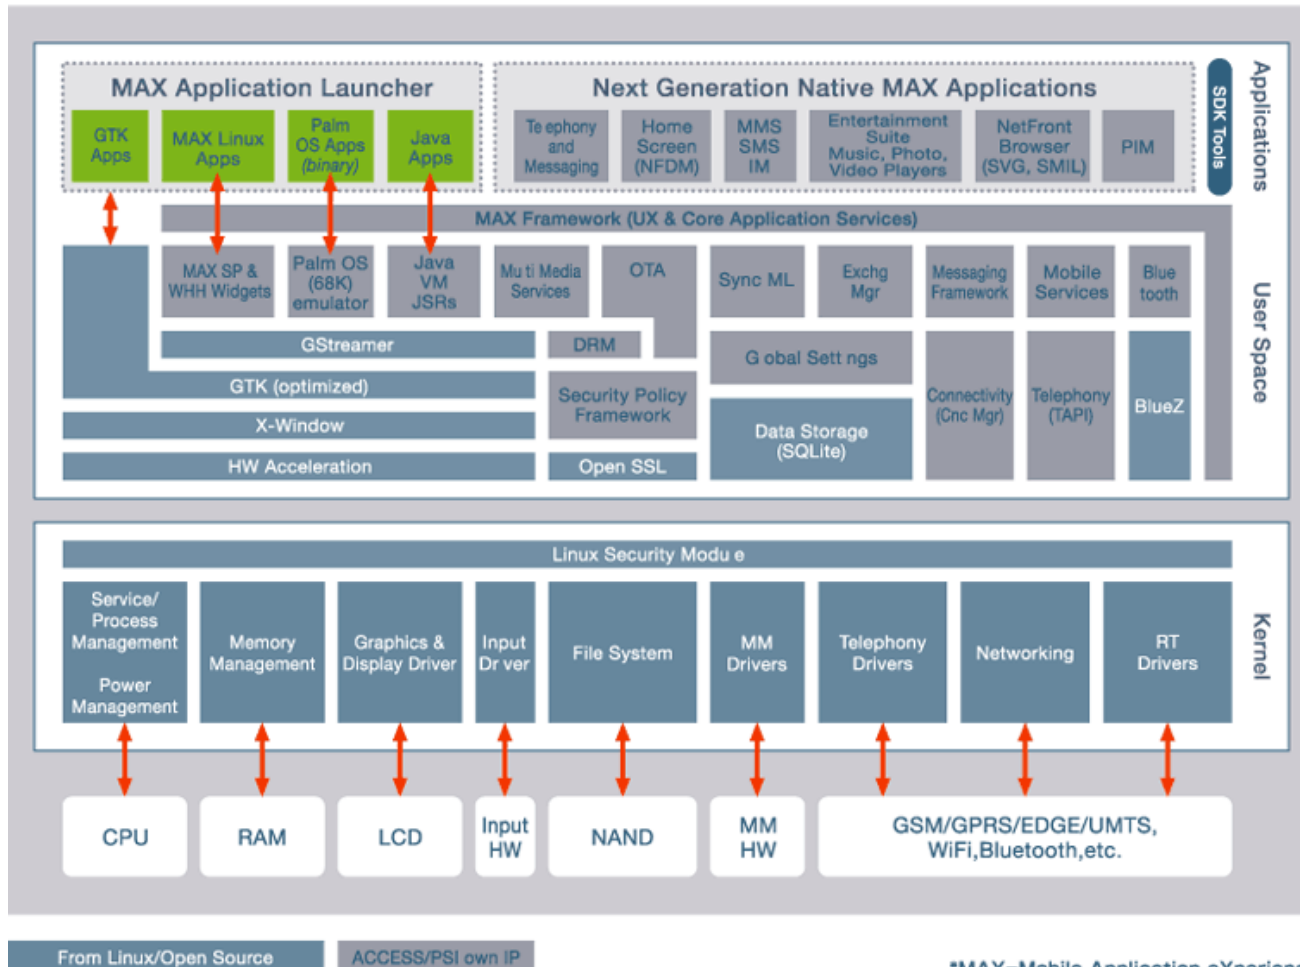 MAX Application Launcher
GTK
Apps
MAX Linux
Apps
Palm
OS Apps
(binary)
Java
Apps
Next Generation Native MAX Applications
Te ephony
and
Messaging
Home
Screen
(NFDM)
MMS
SMS
IM
Entertainment
Suite
Music, Photo,
Video Players
NetFront
Browser
(SVG, SMIL)
PIM
SDK Tools
Applications
MAX Framework (UX & Core Application Services)
MAX SP &
WHH Widgets
Palm OS
(68K)
emulator
Java
VM
JSRs
Mu ti Media
Services
OTA
Sync ML
Exchg
Mgr
Messaging
Framework
Mobile
Services
Blue
tooth
User Space
GStreamer
DRM
G obal Sett ngs
GTK (optimized)
Security Policy
Framework
Connectivity
(Cnc Mgr)
Telephony
(TAPI)
BlueZ
X-Window
Data Storage
(SQLite)
HW Acceleration
Open SSL
Linux Security Modu e
Service/
Process
Management
Power
Management
Memory
Management
Graphics &
Display Driver
Input
Dr ver
File System
MM
Drivers
Telephony
Drivers
Networking
RT
Drivers
Kernel
CPU
RAM
LCD
Input
HW
NAND
MM
HW
GSM/GPRS/EDGE/UMTS,
WiFi,Bluetooth,etc.
From Linux/Open Source
ACCESS/PSI own IP
*MAX=Mobile Application